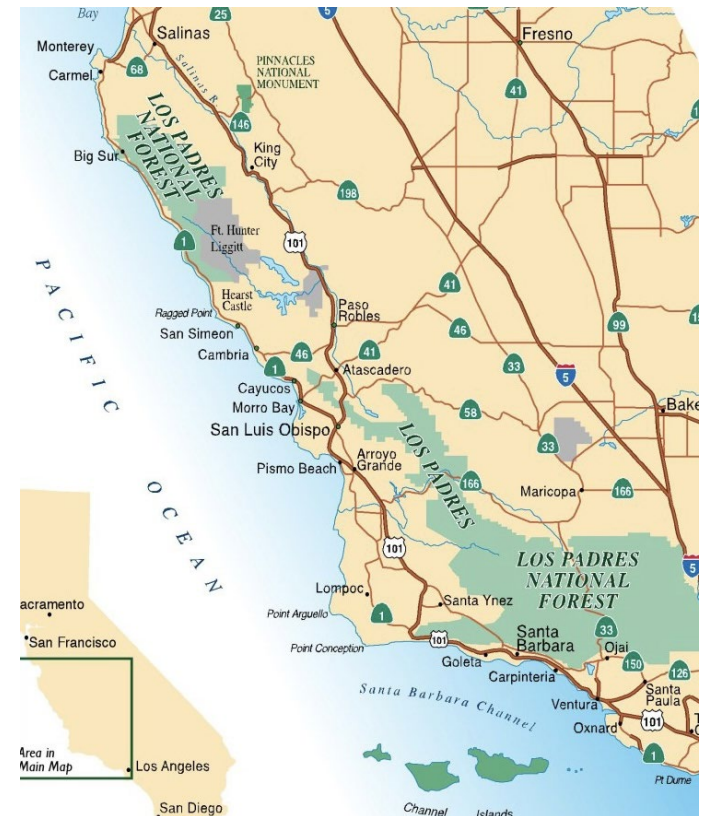 Bay
25
5
Salinas
Fresno
Monterey
Carmel
68
Salinas R.
PINNACLES
NATIONAL
MONUMENT
41
146
LOS PADRES
NATIONAL
FOREST
King
City
Big Sur
198
1
Ft. Hunter
Liggitt
101
41
Hearst
Castle
Ragged Point
Paso
Robles
San Simeon
46
99
Cambria
46
41
33
1
Atascadero
5
Cayucos
Morro Bay
58
Bake
San Luis Obispo
33
Pismo Beach
Arroyo
Grande
LOS PADRES
166
Maricopa
166
PACIFIC
OCEAN
101
LOS PADRES
NATIONAL
FOREST
5
Lompoc
Santa Ynez
Point Arguello
1
33
Point Conception
101
Santa
Barbara
Ojai
Goleta
150
126
Carpinteria
Santa
Paula
Santa Barbara Channel
Ventura
101
Oxnard
1
Pt Dume
Channel Islands
acramento
San Francisco
Area in
Main Map
Los Angeles
San Diego